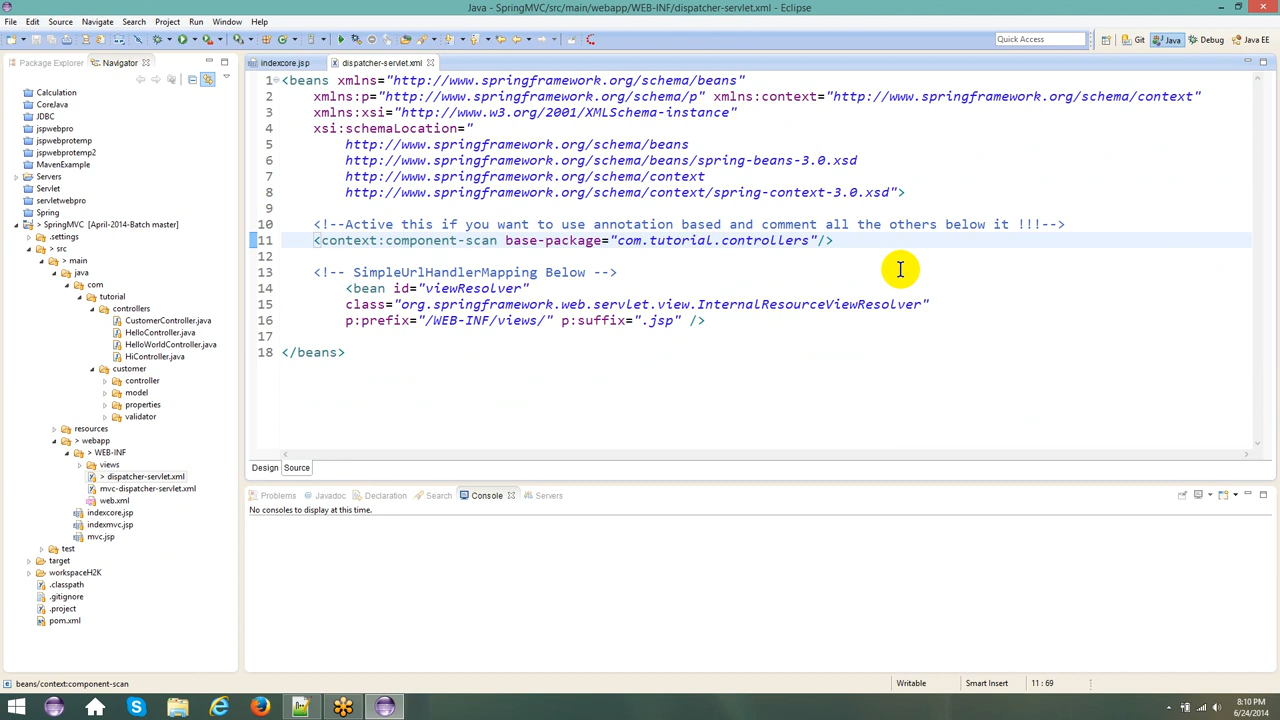 Java - SpringMVC/src/main/webapp/WEB-INF/dispatcher-servlet.xml - Eclipse
File Edit Source Navigate Search Project Run Window Help
Quick Access
Git Java Debug Java EE
Package Explorer Navigator
indexcore.jsp dispatcher-servlet.xml
Calculation
CoreJava
JDBC
jspwebpro
jspwebprotemp
jspwebprotemp2
MavenExample
Servers
Servlet
servletwebpro
Spring
> SpringMVC [April-2014-Batch master]
.settings
> src
> main
java
com
tutorial
controllers
CustomerController.java
HelloController.java
HelloWorldController.java
HiController.java
customer
controller
model
properties
validator
resources
> webapp
> WEB-INF
views
> dispatcher-servlet.xml
mvc-dispatcher-servlet.xml
web.xml
indexcore.jsp
indexmvc.jsp
mvc.jsp
test
target
workspaceH2K
.classpath
.gitignore
.project
pom.xml
1 <beans xmlns="http://www.springframework.org/schema/beans"
2 xmlns:p="http://www.springframework.org/schema/p" xmlns:context="http://www.springframework.org/schema/context"
3 xmlns:xsi="http://www.w3.org/2001/XMLSchema-instance"
4 xsi:schemaLocation="
5 http://www.springframework.org/schema/beans
6 http://www.springframework.org/schema/beans/spring-beans-3.0.xsd
7 http://www.springframework.org/schema/context
8 http://www.springframework.org/schema/context/spring-context-3.0.xsd">
9
10 <!--Active this if you want to use annotation based and comment all the others below it !!!-->
11 <context:component-scan base-package="com.tutorial.controllers"/>
12
13 <!-- SimpleUrlHandlerMapping Below -->
14 <bean id="viewResolver"
15 class="org.springframework.web.servlet.view.InternalResourceViewResolver"
16 p:prefix="/WEB-INF/views/" p:suffix=".jsp" />
17
18 </beans>
Design Source
Problems Javadoc Declaration Search Console Servers
No consoles to display at this time.
beans/context:component-scan
Writable Smart Insert 11 : 69
8:10 PM
6/24/2014